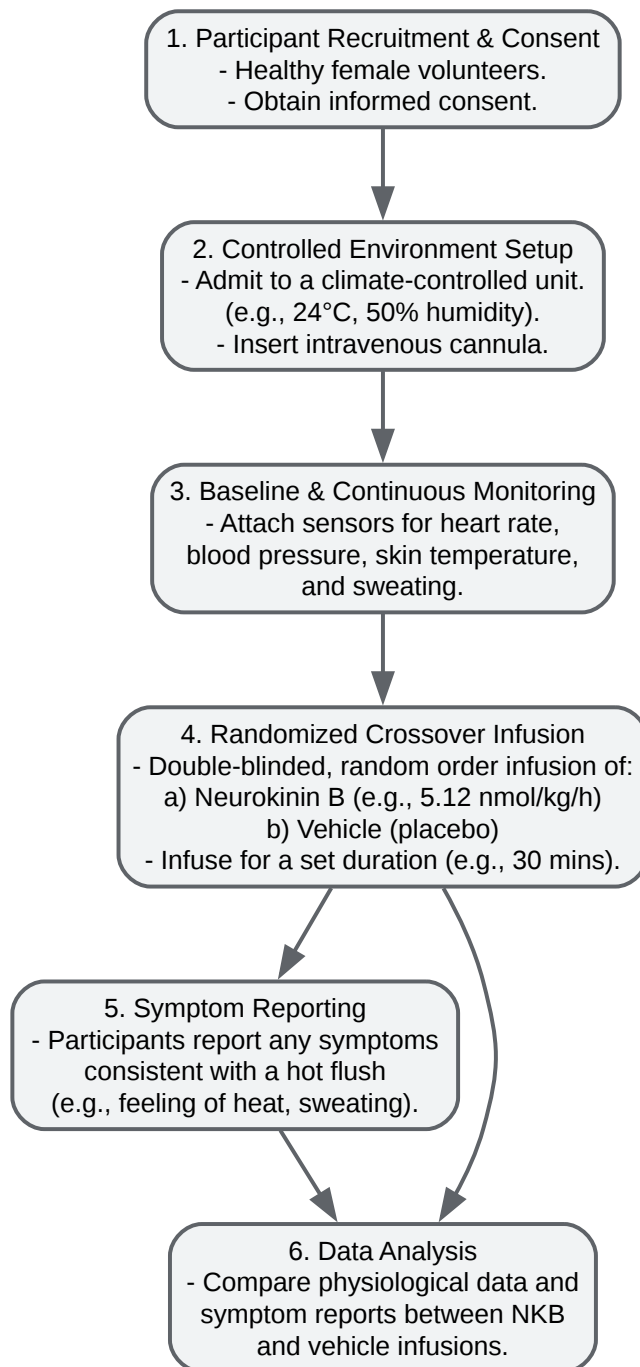 1. Participant Recruitment & Consent
- Healthy female volunteers.
- Obtain informed consent.
2. Controlled Environment Setup
- Admit to a climate-controlled unit.
(e.g., 24°C, 50% humidity).
- Insert intravenous cannula.
3. Baseline & Continuous Monitoring
- Attach sensors for heart rate,
blood pressure, skin temperature,
and sweating.
4. Randomized Crossover Infusion
- Double-blinded, random order infusion of:
a) Neurokinin B (e.g., 5.12 nmol/kg/h)
b) Vehicle (placebo)
- Infuse for a set duration (e.g., 30 mins).
5. Symptom Reporting
- Participants report any symptoms
consistent with a hot flush
(e.g., feeling of heat, sweating).
6. Data Analysis
- Compare physiological data and
symptom reports between NKB
and vehicle infusions.